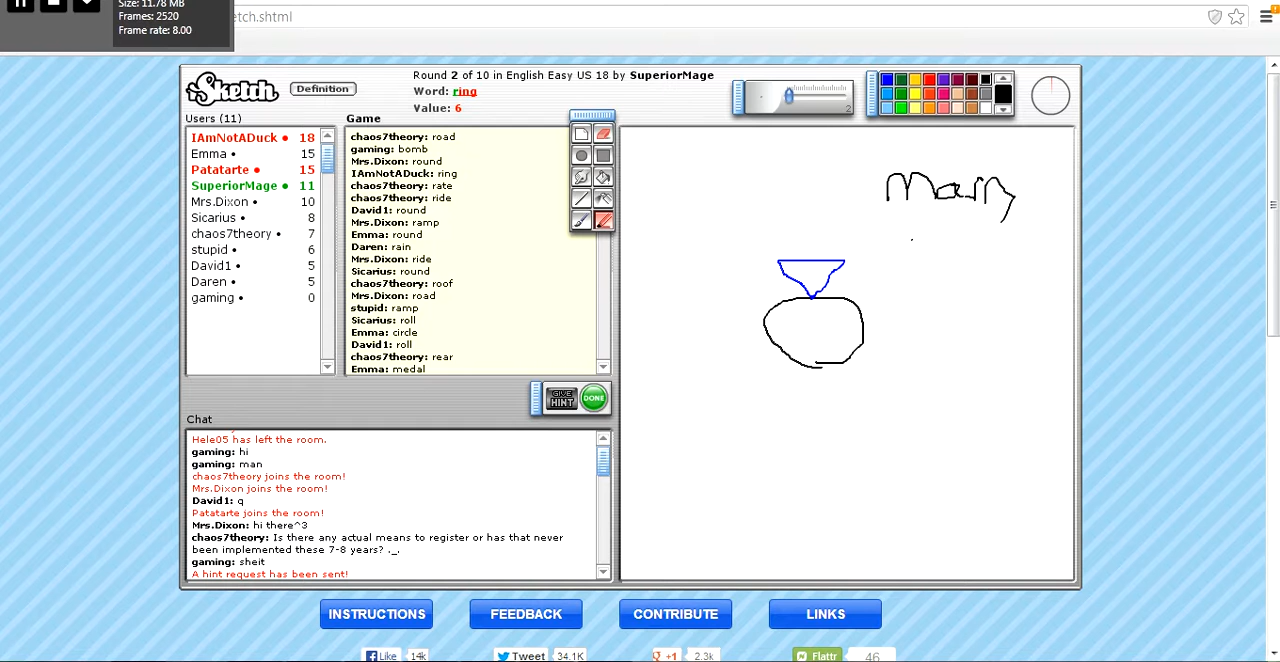 Size: 11.78 MB
Frames: 2520
Frame rate: 8.00
etch.shtml
iSketch
Definition
Round 2 of 10 in English Easy US 18 by SuperiorMage
Word: ring
Value: 6
2
Users (11)
IAmNotADuck • 18
Emma • 15
Patatarte • 15
SuperiorMage • 11
Mrs.Dixon • 10
Sicarius • 8
chaos7theory • 7
stupid • 6
David1 • 5
Daren • 5
gaming • 0
Game
chaos7theory: road
gaming: bomb
Mrs.Dixon: round
IAmNotADuck: ring
chaos7theory: rate
chaos7theory: ride
David1: round
Mrs.Dixon: ramp
Emma: round
Daren: rain
Mrs.Dixon: ride
Sicarius: round
chaos7theory: roof
Mrs.Dixon: road
stupid: ramp
Sicarius: roll
Emma: circle
David1: roll
chaos7theory: rear
Emma: medal
GIVE HINT
DONE
Chat
Hele05 has left the room.
gaming: hi
gaming: man
chaos7theory joins the room!
Mrs.Dixon joins the room!
David1: q
Patatarte joins the room!
Mrs.Dixon: hi there^3
chaos7theory: Is there any actual means to register or has that never
been implemented these 7-8 years? ._.
gaming: sheit
A hint request has been sent!
INSTRUCTIONS
FEEDBACK
CONTRIBUTE
LINKS
Like 14k
Tweet 34.1K
+1 2.3k
Flattr 46